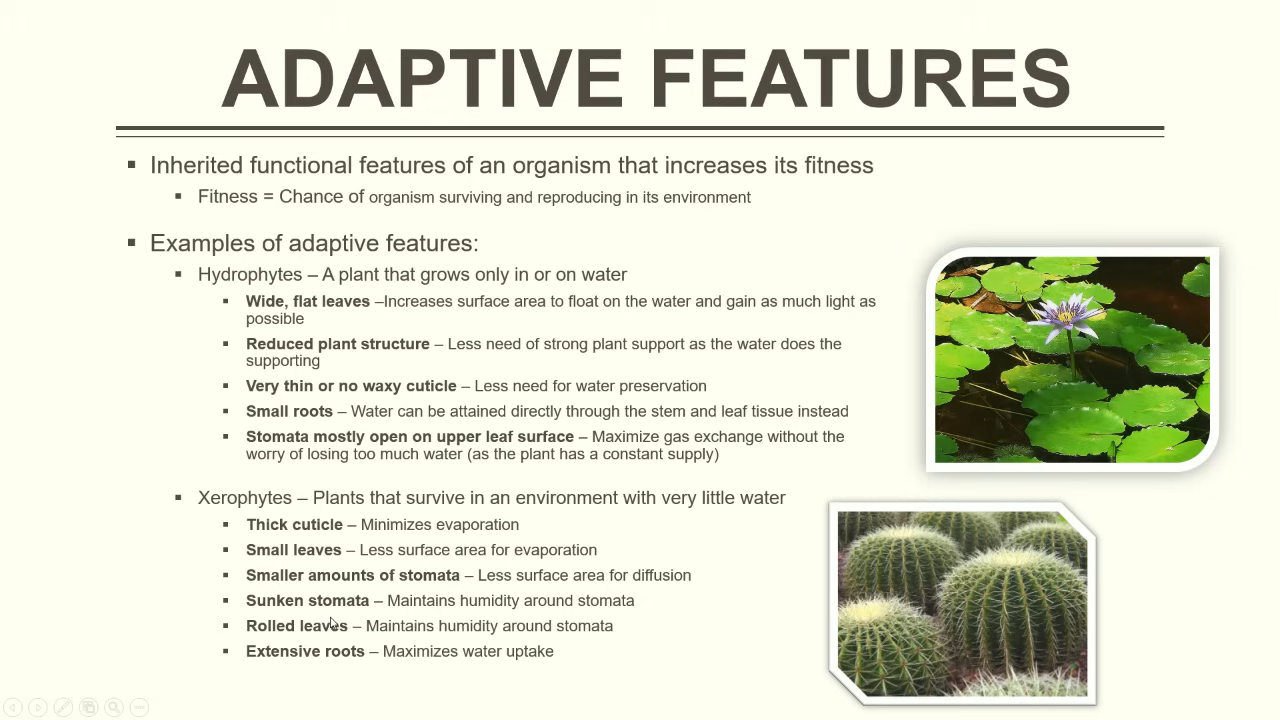 ADAPTIVE FEATURES
Inherited functional features of an organism that increases its fitness
Fitness = Chance of organism surviving and reproducing in its environment
Examples of adaptive features:
Hydrophytes – A plant that grows only in or on water
Wide, flat leaves –Increases surface area to float on the water and gain as much light as
possible
Reduced plant structure – Less need of strong plant support as the water does the
supporting
Very thin or no waxy cuticle – Less need for water preservation
Small roots – Water can be attained directly through the stem and leaf tissue instead
Stomata mostly open on upper leaf surface – Maximize gas exchange without the
worry of losing too much water (as the plant has a constant supply)
Xerophytes – Plants that survive in an environment with very little water
Thick cuticle – Minimizes evaporation
Small leaves – Less surface area for evaporation
Smaller amounts of stomata – Less surface area for diffusion
Sunken stomata – Maintains humidity around stomata
Rolled leaves – Maintains humidity around stomata
Extensive roots – Maximizes water uptake